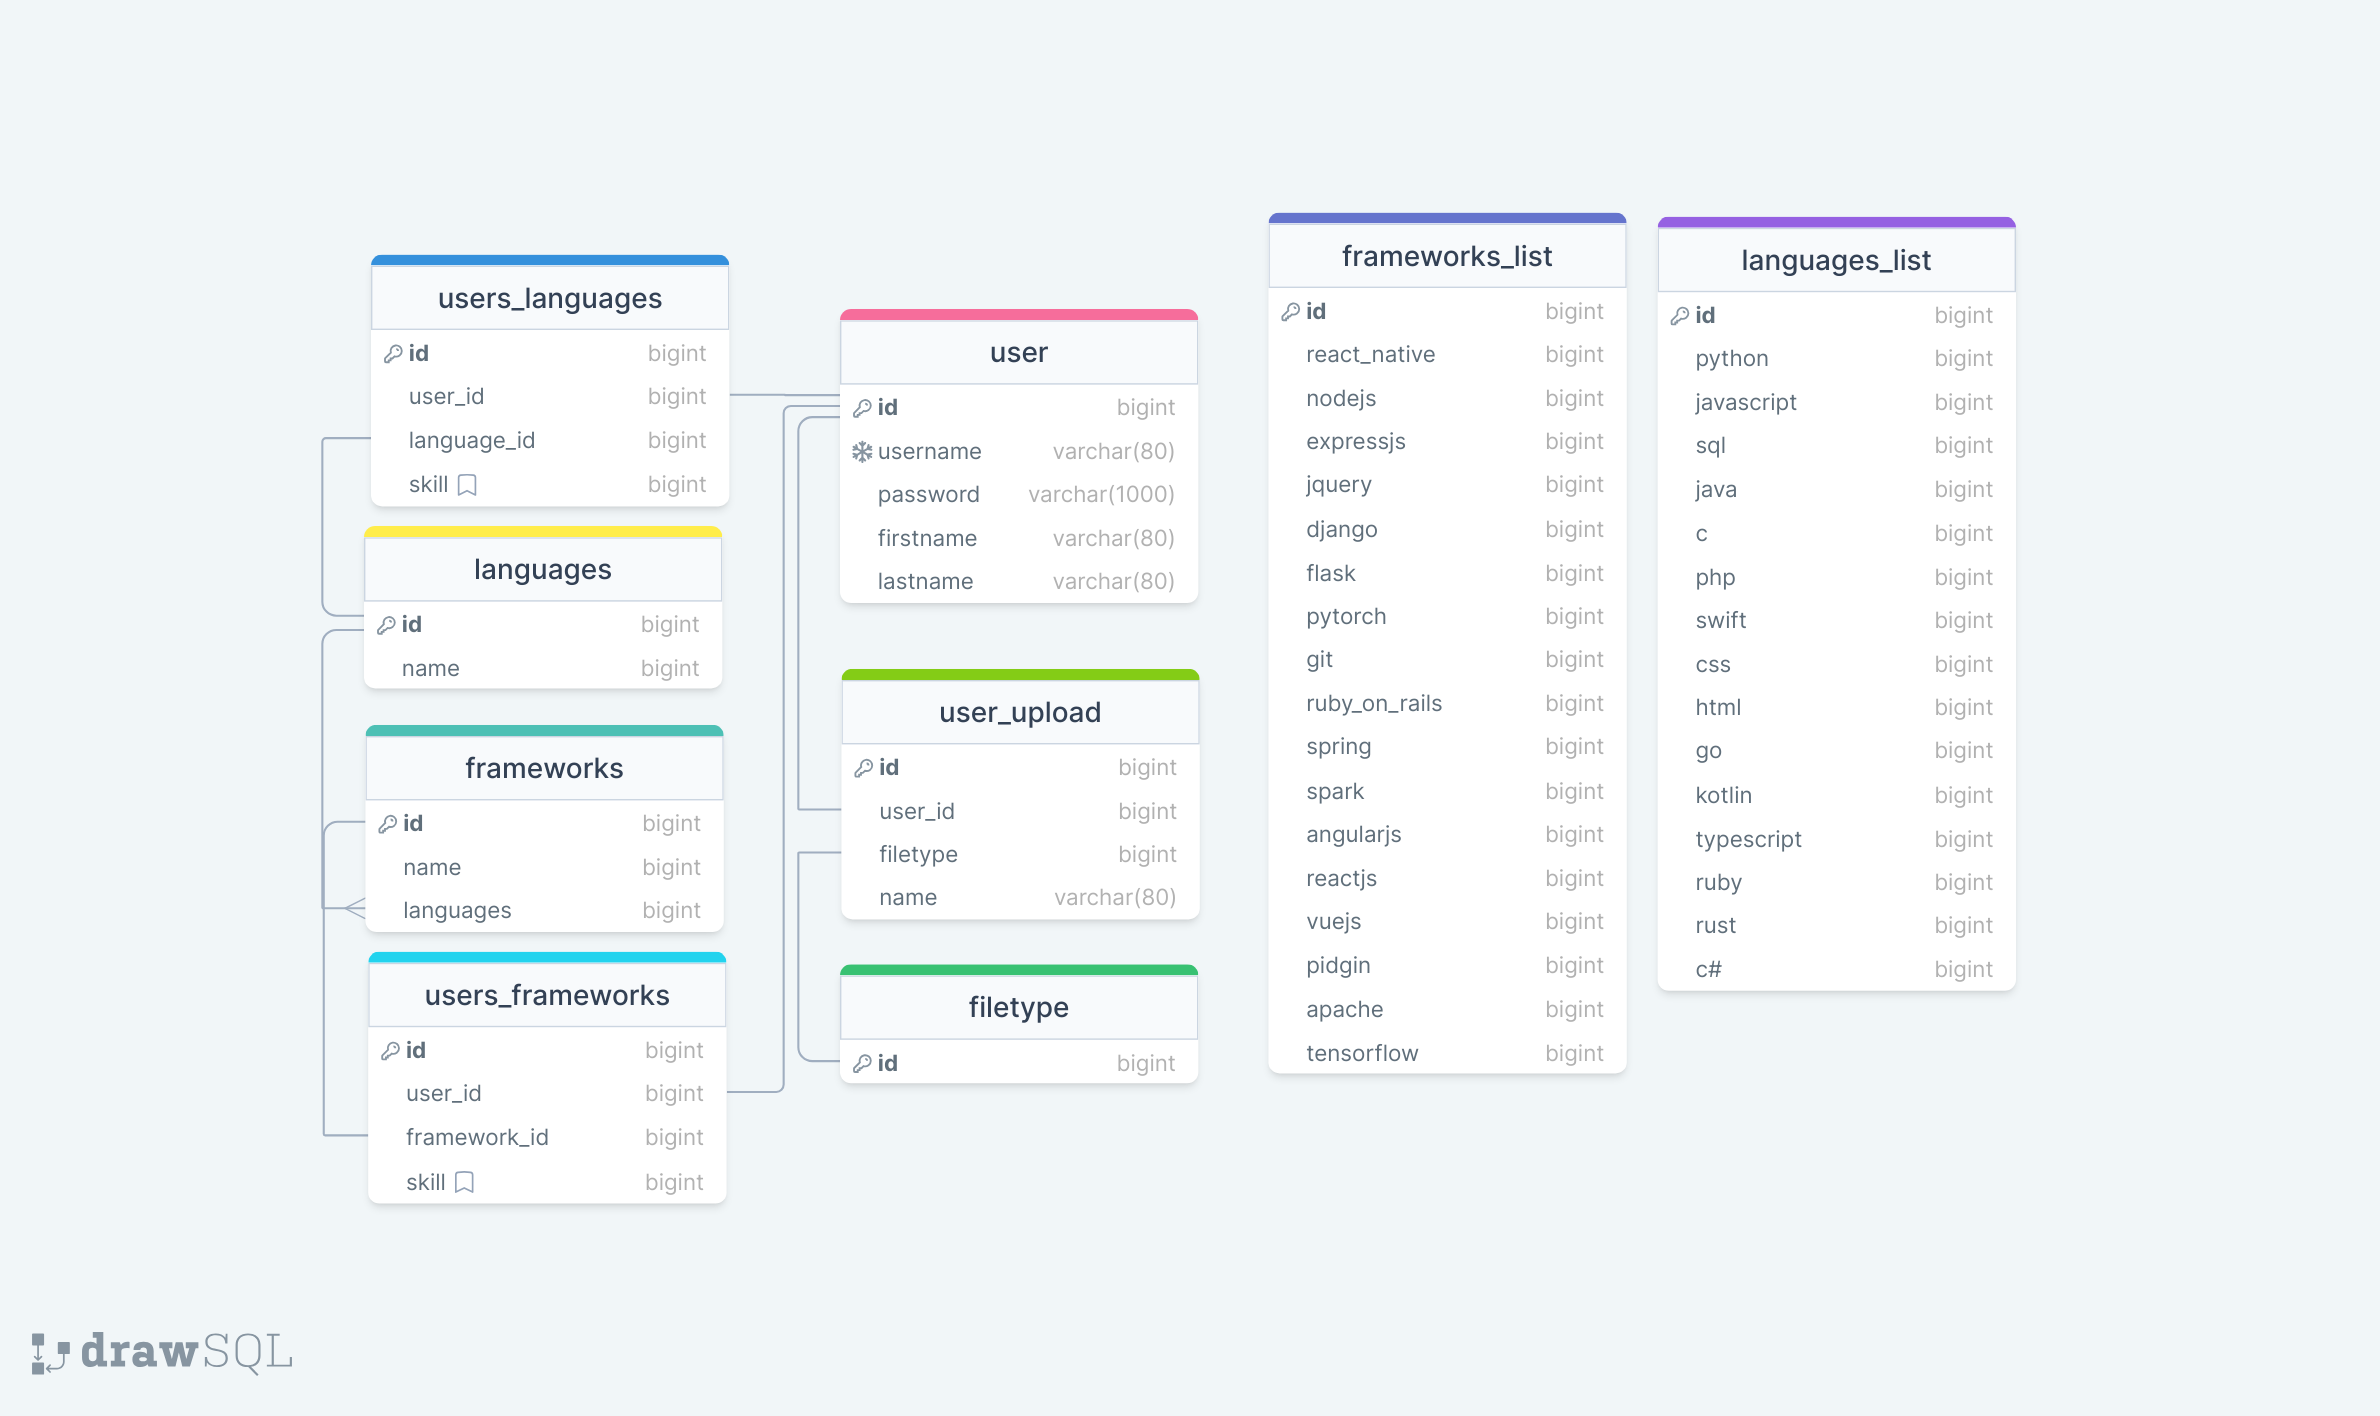 users_languages
id bigint
user_id bigint
language_id bigint
skill bigint
languages
id bigint
name bigint
frameworks
id bigint
name bigint
languages bigint
users_frameworks
id bigint
user_id bigint
framework_id bigint
skill bigint
user
id bigint
username varchar(80)
password varchar(1000)
firstname varchar(80)
lastname varchar(80)
user_upload
id bigint
user_id bigint
filetype bigint
name varchar(80)
filetype
id bigint
frameworks_list
id bigint
react_native bigint
nodejs bigint
expressjs bigint
jquery bigint
django bigint
flask bigint
pytorch bigint
git bigint
ruby_on_rails bigint
spring bigint
spark bigint
angularjs bigint
reactjs bigint
vuejs bigint
pidgin bigint
apache bigint
tensorflow bigint
languages_list
id bigint
python bigint
javascript bigint
sql bigint
java bigint
c bigint
php bigint
swift bigint
css bigint
html bigint
go bigint
kotlin bigint
typescript bigint
ruby bigint
rust bigint
c# bigint
drawSQL